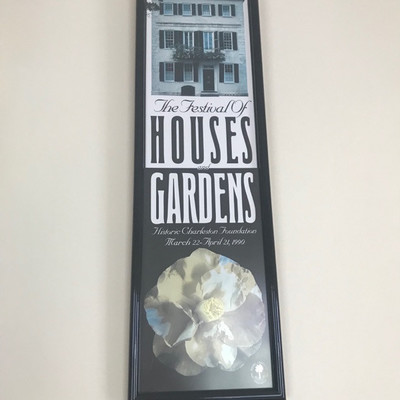 The Festival Of
HOUSES
and
GARDENS
Historic Charleston Foundation
March 22-April 21, 1990